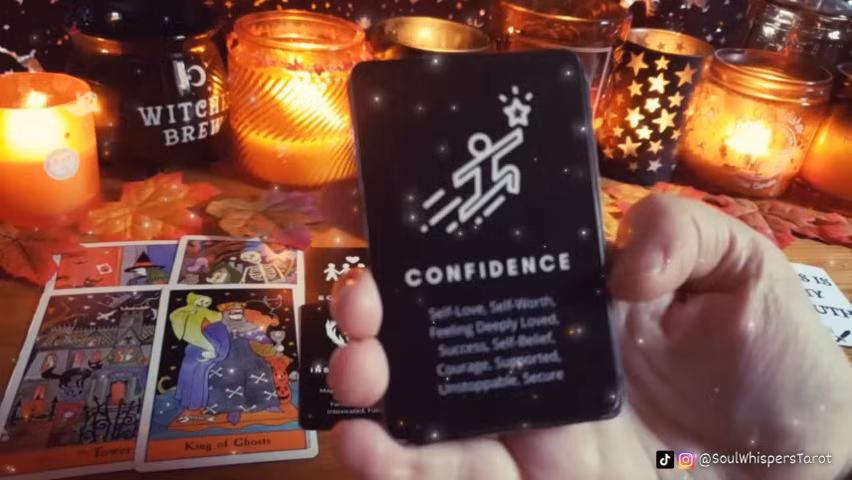 WITCH
BREW
CONFIDENCE
Self-Love, Self-Worth,
Feeling Deeply Loved,
Success, Self-Belief,
Courage, Supported,
Unstoppable, Secure
Tower
King of Ghosts
@SoulWhispersTarot